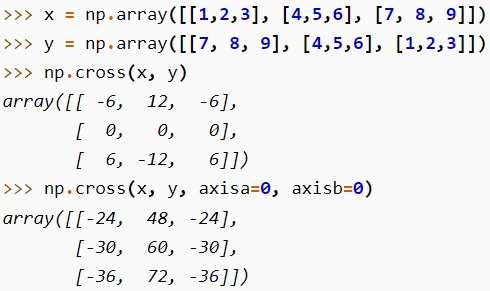 >>> x = np.array([[1,2,3], [4,5,6], [7, 8, 9]])
>>> y = np.array([[7, 8, 9], [4,5,6], [1,2,3]])
>>> np.cross(x, y)
array([[ -6,  12,  -6],
       [  0,   0,   0],
       [  6, -12,   6]])
>>> np.cross(x, y, axisa=0, axisb=0)
array([[-24,  48, -24],
       [-30,  60, -30],
       [-36,  72, -36]])